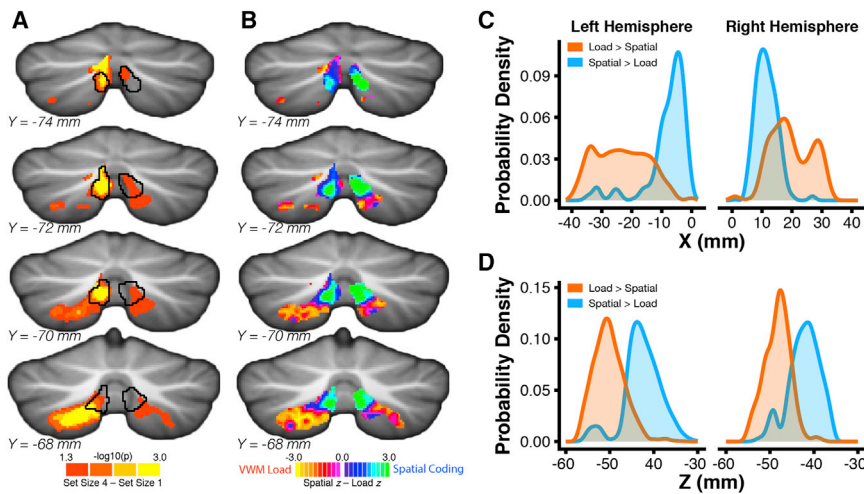 A
B
C
D
Y = -74 mm
Y = -72 mm
Y = -70 mm
Y = -68 mm
1.3 -log10(p) 3.0
Set Size 4 – Set Size 1
Y = -74 mm
Y = -72 mm
Y = -70 mm
Y = -68 mm
VWM Load -3.0 0.0 3.0 Spatial Coding
Spatial z – Load z
Left Hemisphere Right Hemisphere
Load > Spatial
Spatial > Load
Probability Density
0.09
0.06
0.03
0.00
-40 -30 -20 -10 0 0 10 20 30 40
X (mm)
Load > Spatial
Spatial > Load
Load > Spatial
Spatial > Load
Probability Density
0.15
0.10
0.05
0.00
-60 -50 -40 -30 -60 -50 -40 -30
Z (mm)